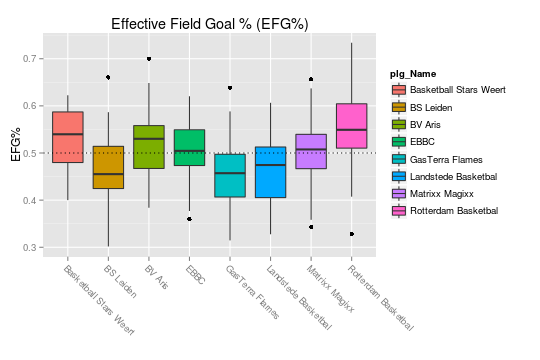 Effective Field Goal % (EFG%)
EFG%
0.7
0.6
0.5
0.4
0.3
Basketball Stars Weert
BS Leiden
BV Aris
EBBC
GasTerra Flames
Landstede Basketbal
Matrixx Magixx
Rotterdam Basketbal
plg_Name
Basketball Stars Weert
BS Leiden
BV Aris
EBBC
GasTerra Flames
Landstede Basketbal
Matrixx Magixx
Rotterdam Basketbal